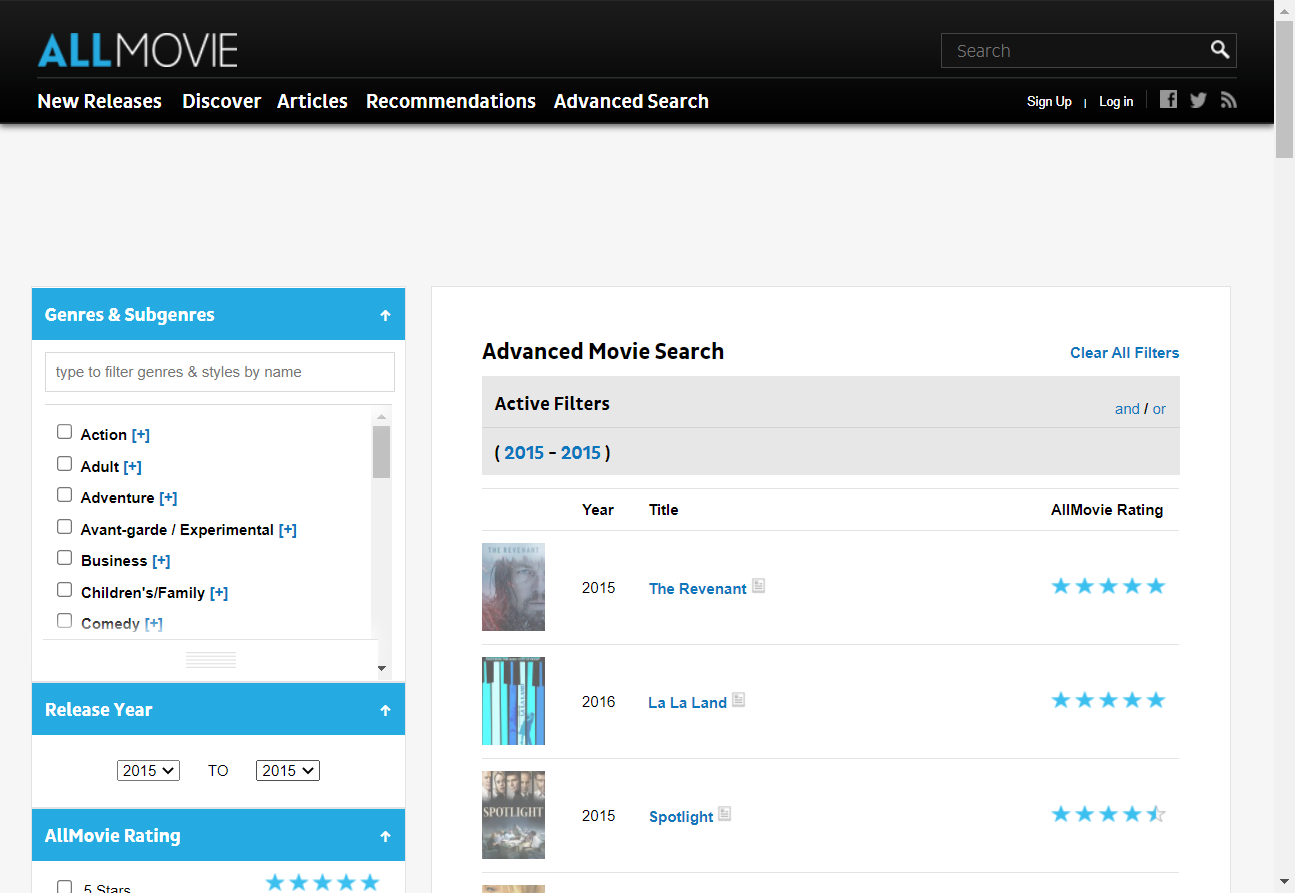 ALLMOVIE
Search
New Releases Discover Articles Recommendations Advanced Search
Sign Up | Log in
Genres & Subgenres
type to filter genres & styles by name
Action [+]
Adult [+]
Adventure [+]
Avant-garde / Experimental [+]
Business [+]
Children's/Family [+]
Comedy [+]
Release Year
2015 TO 2015
AllMovie Rating
5 Stars
Advanced Movie Search
Clear All Filters
Active Filters
and / or
( 2015 - 2015 )
Year Title AllMovie Rating
THE REVENANT
2015 The Revenant
2016 La La Land
SPOTLIGHT
2015 Spotlight